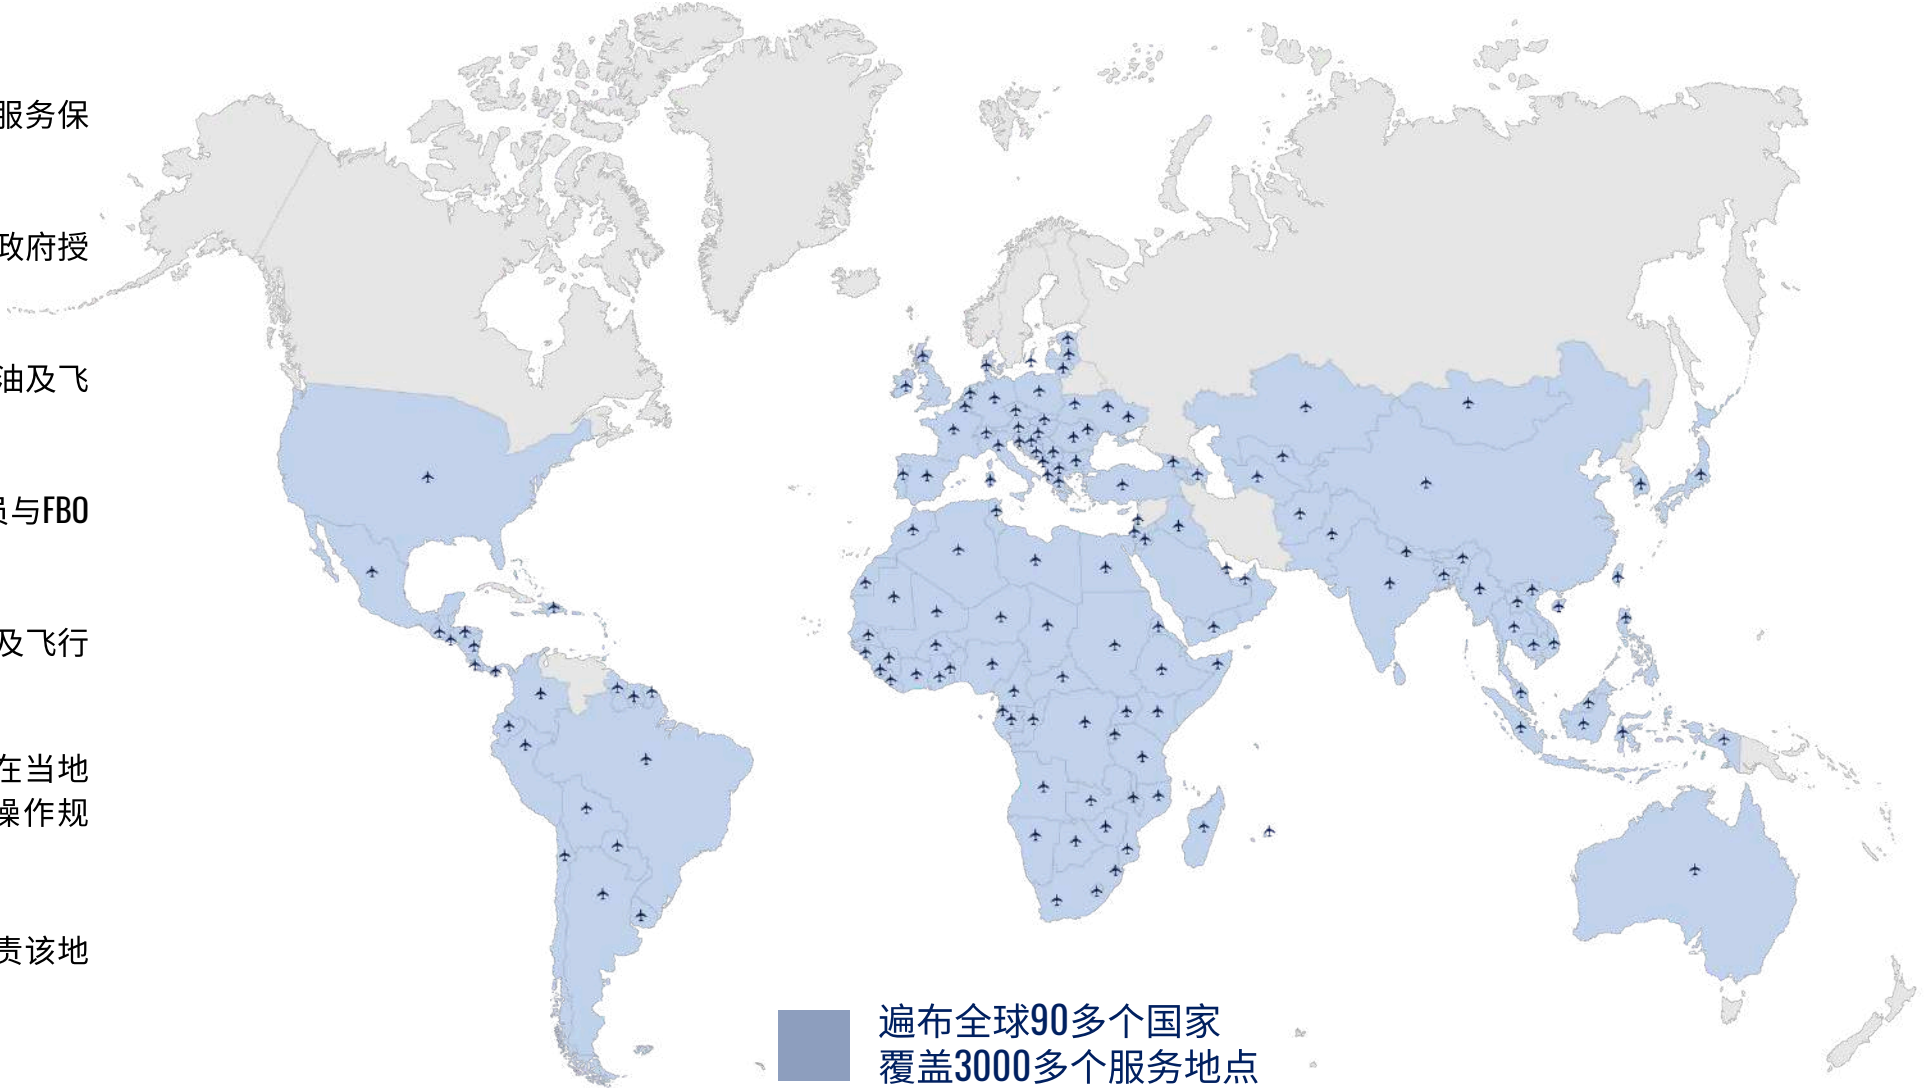 服务保
政府授
油及飞
员与FBO
及飞行
在当地
操作规
责该地
遍布全球90多个国家
覆盖3000多个服务地点